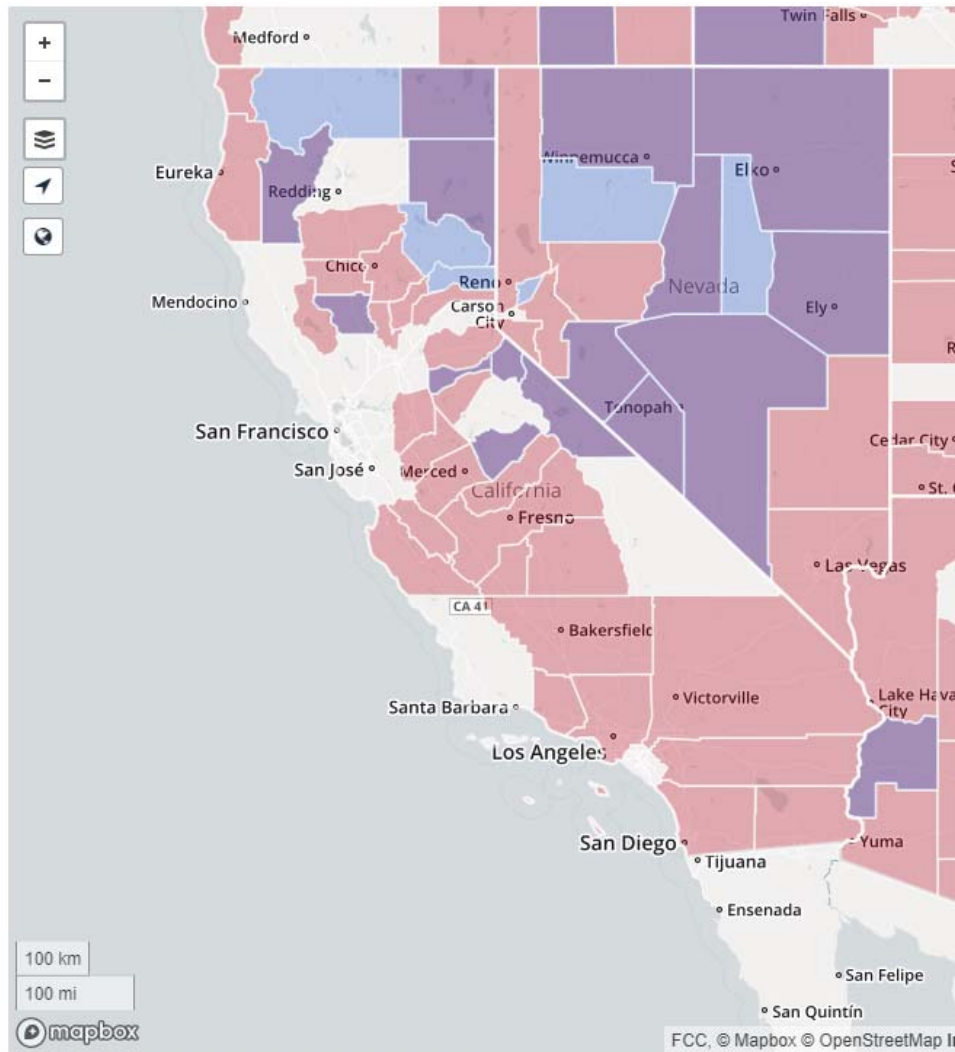 Twin Falls
Medford
+
−
Winnemucca
Elko
Eureka
Redding
S
Chico
Reno
Nevada
Mendocino
Carson
City
Ely
R
Tonopah
San Francisco
Cedar City
San José
Merced
California
St. G
Fresno
Las Vegas
CA 41
Bakersfield
Victorville
Lake Hava
City
Santa Barbara
Los Angeles
San Diego
Yuma
Tijuana
Ensenada
100 km
San Felipe
100 mi
San Quintín
mapbox
FCC, © Mapbox © OpenStreetMap I